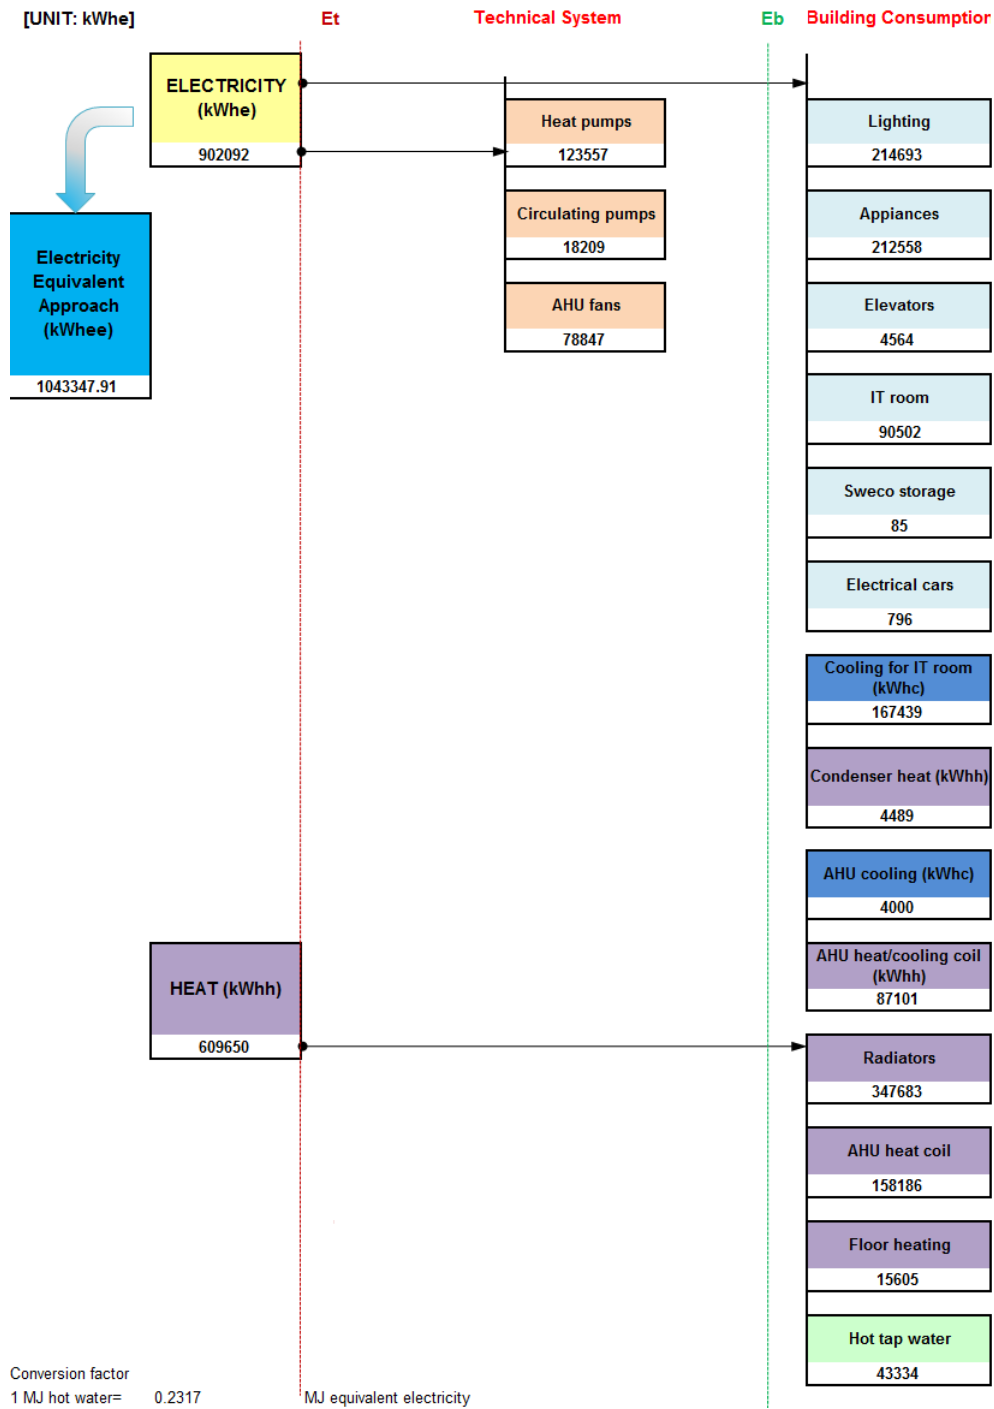 [UNIT: kWhe]
Et
Technical System
Eb
Building Consumption
ELECTRICITY
(kWhe)
902092
Heat pumps
123557
Lighting
214693
Circulating pumps
18209
Appiances
212558
Electricity
Equivalent
Approach
(kWhee)
1043347.91
AHU fans
78847
Elevators
4564
IT room
90502
Sweco storage
85
Electrical cars
796
Cooling for IT room
(kWhc)
167439
Condenser heat (kWhh)
4489
AHU cooling (kWhc)
4000
HEAT (kWhh)
609650
AHU heat/cooling coil
(kWhh)
87101
Radiators
347683
AHU heat coil
158186
Floor heating
15605
Hot tap water
43334
Conversion factor
1 MJ hot water= 0.2317 MJ equivalent electricity